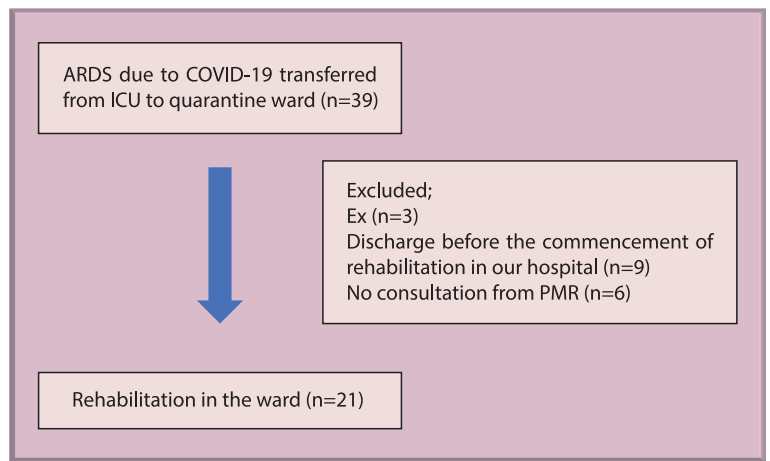 ARDS due to COVID-19 transferred
from ICU to quarantine ward (n=39)
Excluded;
Ex (n=3)
Discharge before the commencement of
rehabilitation in our hospital (n=9)
No consultation from PMR (n=6)
Rehabilitation in the ward (n=21)